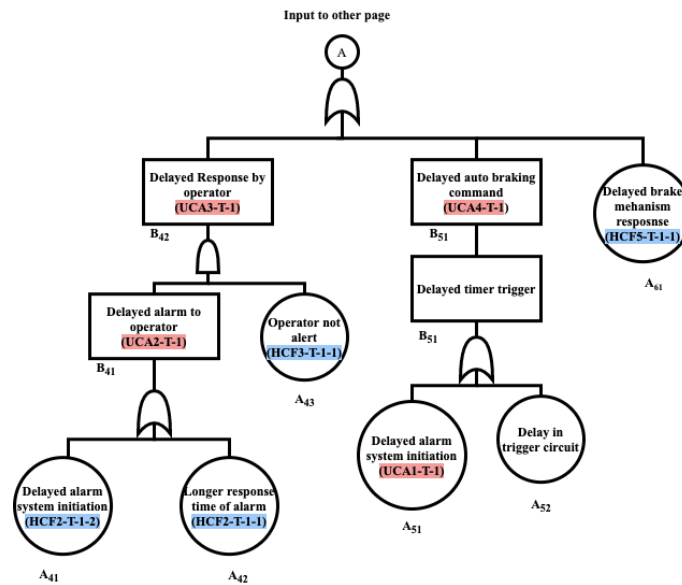 Input to other page
A
Delayed Response by
operator
(UCA3-T-1)
B42
Delayed auto braking
command
(UCA4-T-1)
B51
Delayed brake
mehanism
resposnse
(HCF5-T-1-1)
A61
Delayed alarm to
operator
(UCA2-T-1)
B41
Operator not
alert
(HCF3-T-1-1)
A43
Delayed timer trigger
B51
Delayed alarm
system initiation
(HCF2-T-1-2)
A41
Longer response
time of alarm
(HCF2-T-1-1)
A42
Delayed alarm
system initiation
(UCA1-T-1)
A51
Delay in
trigger circuit
A52